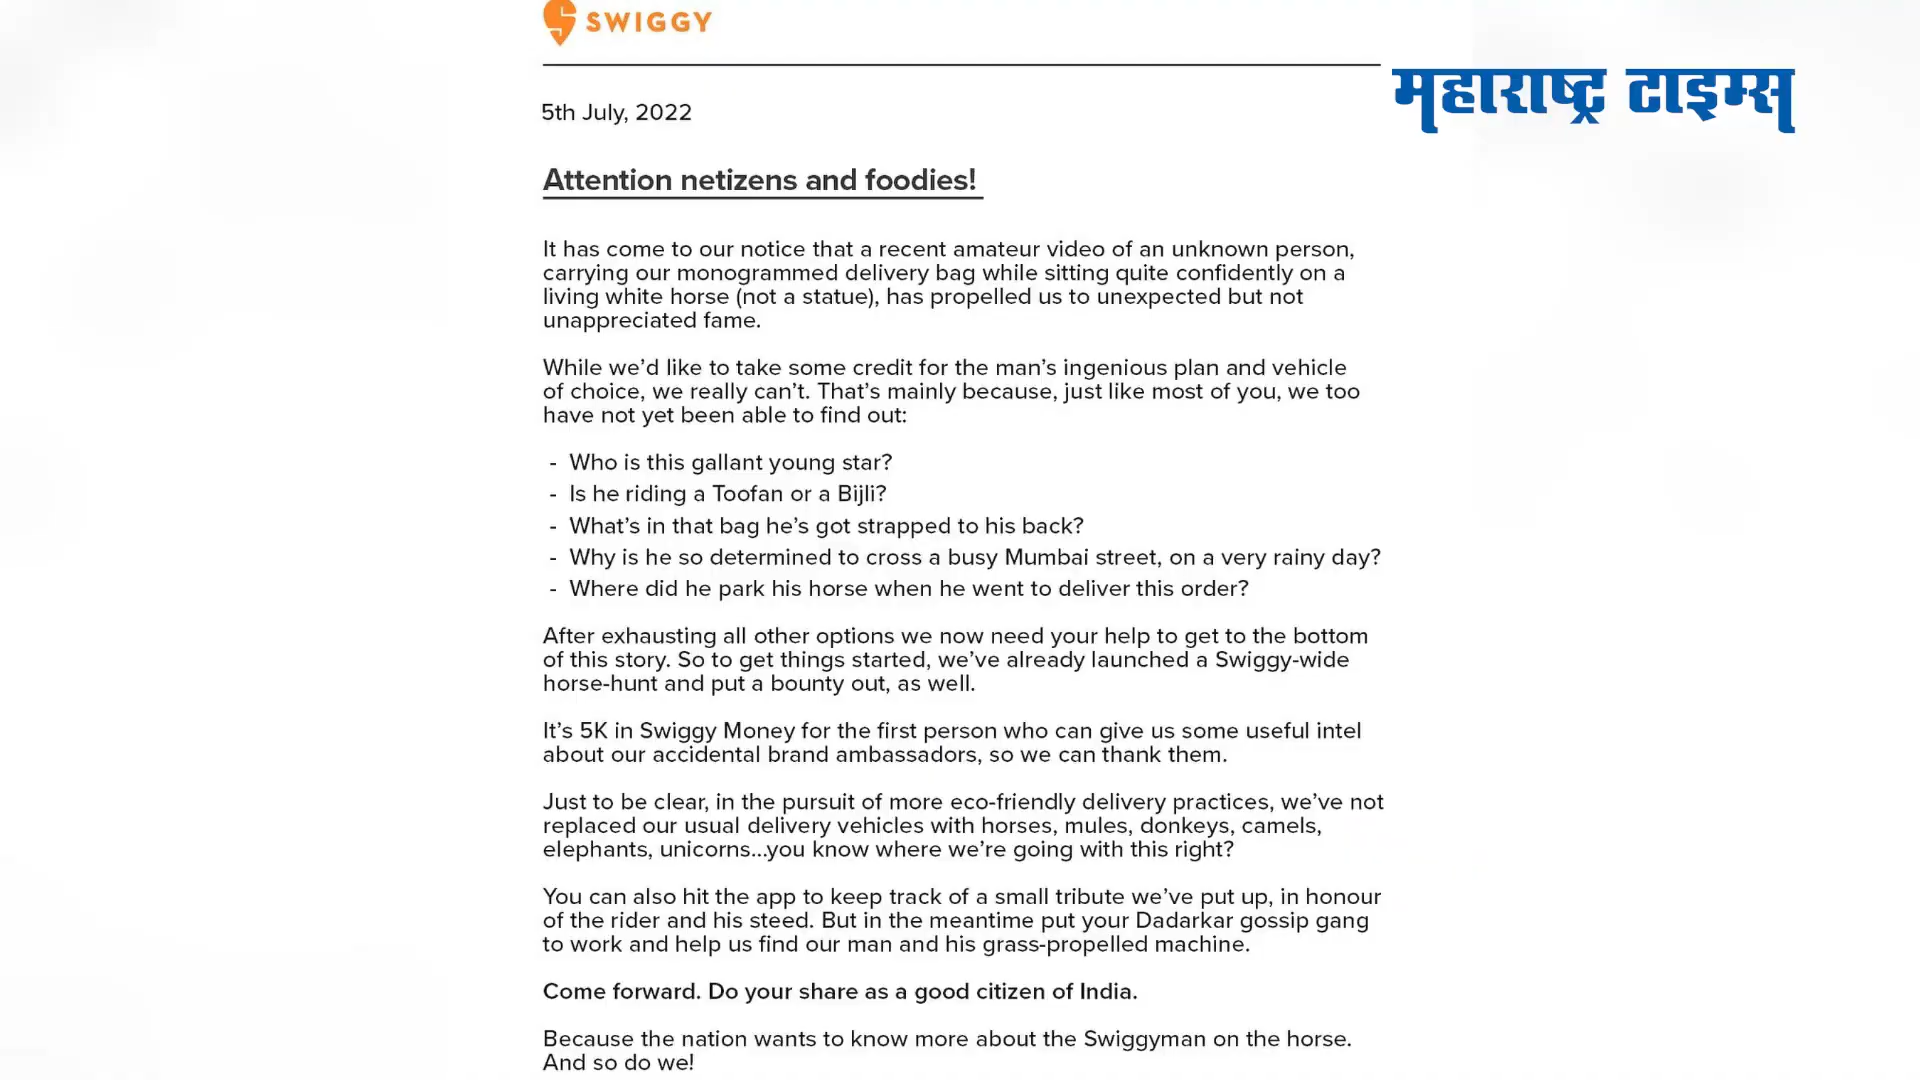 SWIGGY
महाराष्ट्र टाइम्स
5th July, 2022
Attention netizens and foodies!
It has come to our notice that a recent amateur video of an unknown person,
carrying our monogrammed delivery bag while sitting quite confidently on a
living white horse (not a statue), has propelled us to unexpected but not
unappreciated fame.
While we’d like to take some credit for the man’s ingenious plan and vehicle
of choice, we really can’t. That’s mainly because, just like most of you, we too
have not yet been able to find out:
- Who is this gallant young star?
- Is he riding a Toofan or a Bijli?
- What’s in that bag he’s got strapped to his back?
- Why is he so determined to cross a busy Mumbai street, on a very rainy day?
- Where did he park his horse when he went to deliver this order?
After exhausting all other options we now need your help to get to the bottom
of this story. So to get things started, we’ve already launched a Swiggy-wide
horse-hunt and put a bounty out, as well.
It’s 5K in Swiggy Money for the first person who can give us some useful intel
about our accidental brand ambassadors, so we can thank them.
Just to be clear, in the pursuit of more eco-friendly delivery practices, we’ve not
replaced our usual delivery vehicles with horses, mules, donkeys, camels,
elephants, unicorns...you know where we’re going with this right?
You can also hit the app to keep track of a small tribute we’ve put up, in honour
of the rider and his steed. But in the meantime put your Dadarkar gossip gang
to work and help us find our man and his grass-propelled machine.
Come forward. Do your share as a good citizen of India.
Because the nation wants to know more about the Swiggyman on the horse.
And so do we!